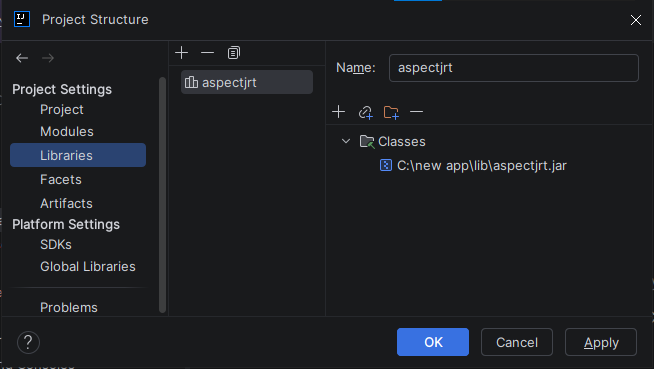 Project Structure
Project Settings
Project
Modules
Libraries
Facets
Artifacts
Platform Settings
SDKs
Global Libraries
Problems
aspectjrt
Name:
aspectjrt
Classes
C:\new app\lib\aspectjrt.jar
?
OK
Cancel
Apply